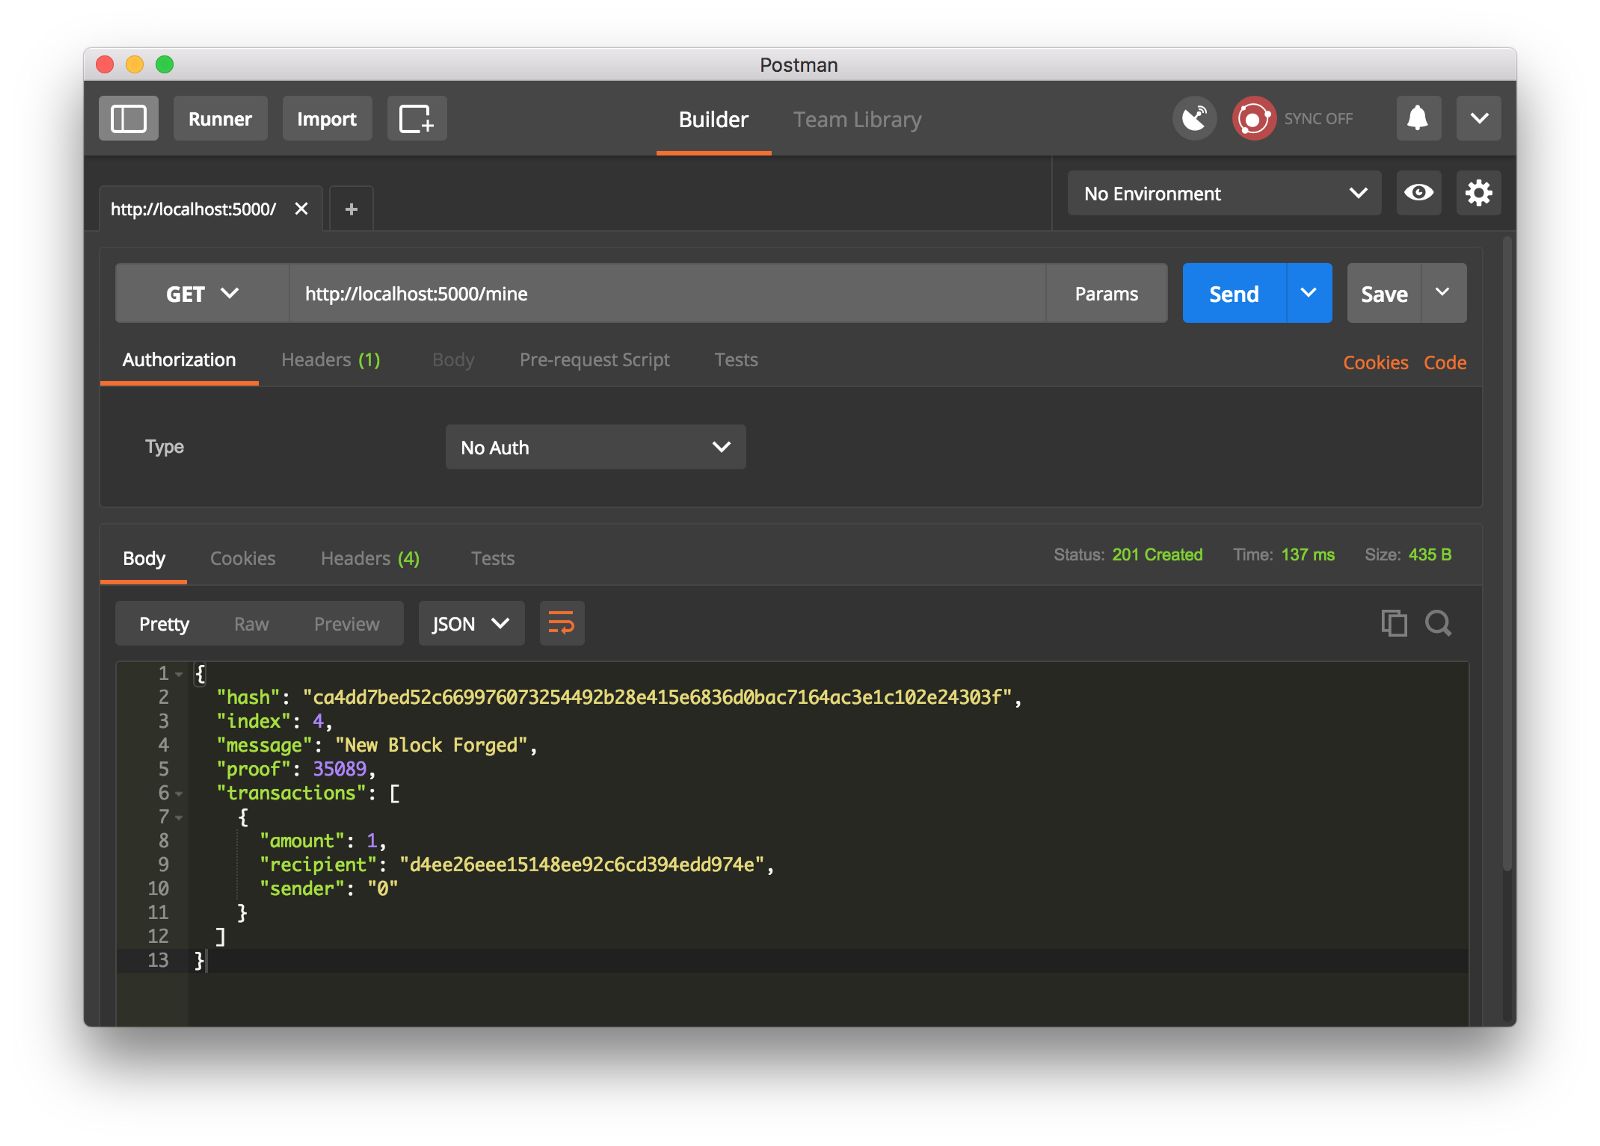 Postman
Runner Import Builder Team Library SYNC OFF
http://localhost:5000/ No Environment
GET http://localhost:5000/mine Params Send Save
Authorization Headers (1) Body Pre-request Script Tests Cookies Code
Type No Auth
Body Cookies Headers (4) Tests Status: 201 Created Time: 137 ms Size: 435 B
Pretty Raw Preview JSON
1 {
2 "hash": "ca4dd7bed52c669976073254492b28e415e6836d0bac7164ac3e1c102e24303f",
3 "index": 4,
4 "message": "New Block Forged",
5 "proof": 35089,
6 "transactions": [
7 {
8 "amount": 1,
9 "recipient": "d4ee26eee15148ee92c6cd394edd974e",
10 "sender": "0"
11 }
12 ]
13 }